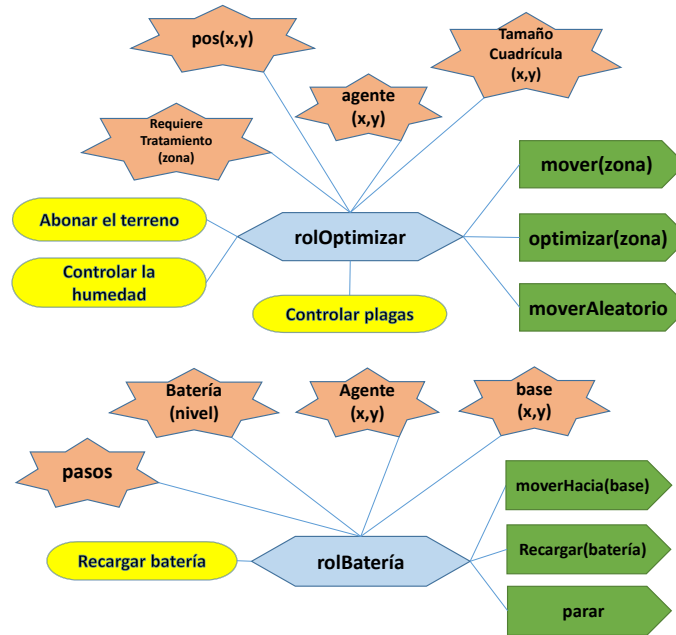 pos(x,y)
Tamaño
Cuadrícula
(x,y)
agente
(x,y)
Requiere
Tratamiento
(zona)
mover(zona)
Abonar el terreno
rolOptimizar
optimizar(zona)
Controlar la
humedad
Controlar plagas
moverAleatorio
Batería
(nivel)
Agente
(x,y)
base
(x,y)
pasos
moverHacia(base)
Recargar batería
rolBatería
Recargar(batería)
parar